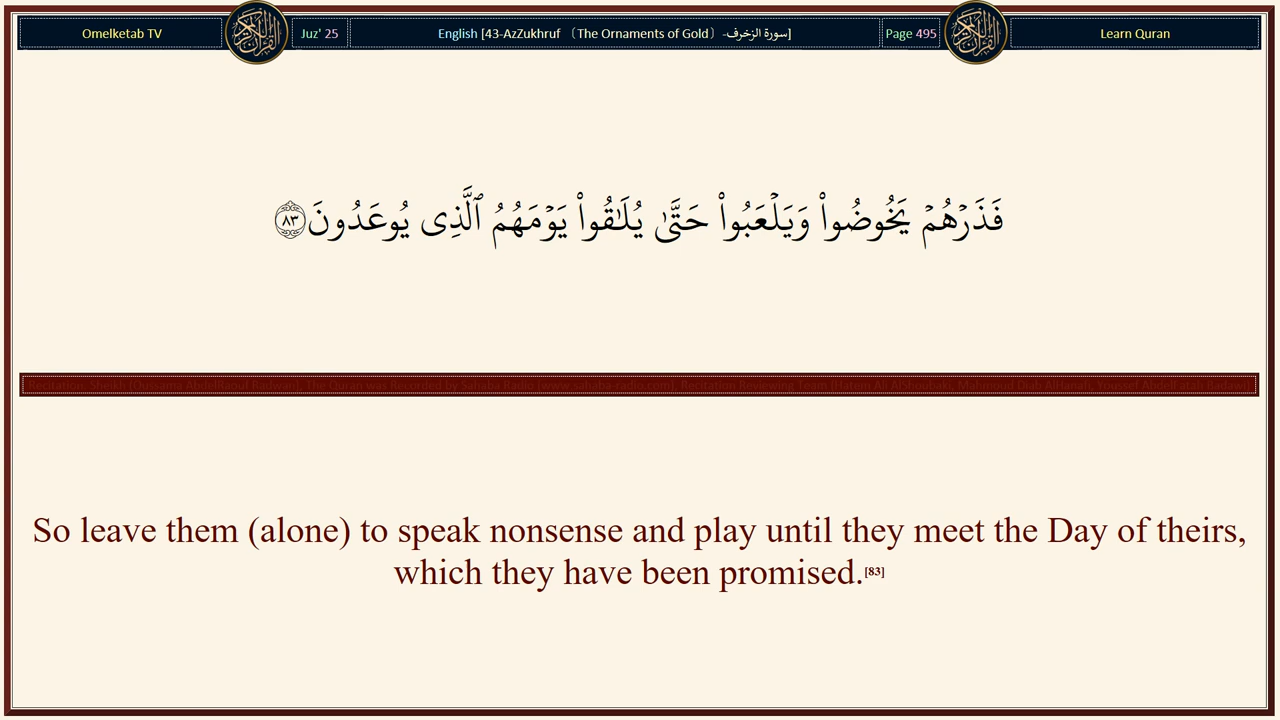 Omelketab TV
Juz' 25
English [43-AzZukhruf 〔The Ornaments of Gold〕 -سورة الزخرف]
Page 495
Learn Quran
فَذَرۡهُمۡ يَخُوضُواْ وَيَلۡعَبُواْ حَتَّىٰ يُلَٰقُواْ يَوۡمَهُمُ ٱلَّذِى يُوعَدُونَ ٨٣
So leave them (alone) to speak nonsense and play until they meet the Day of theirs,
which they have been promised.[83]